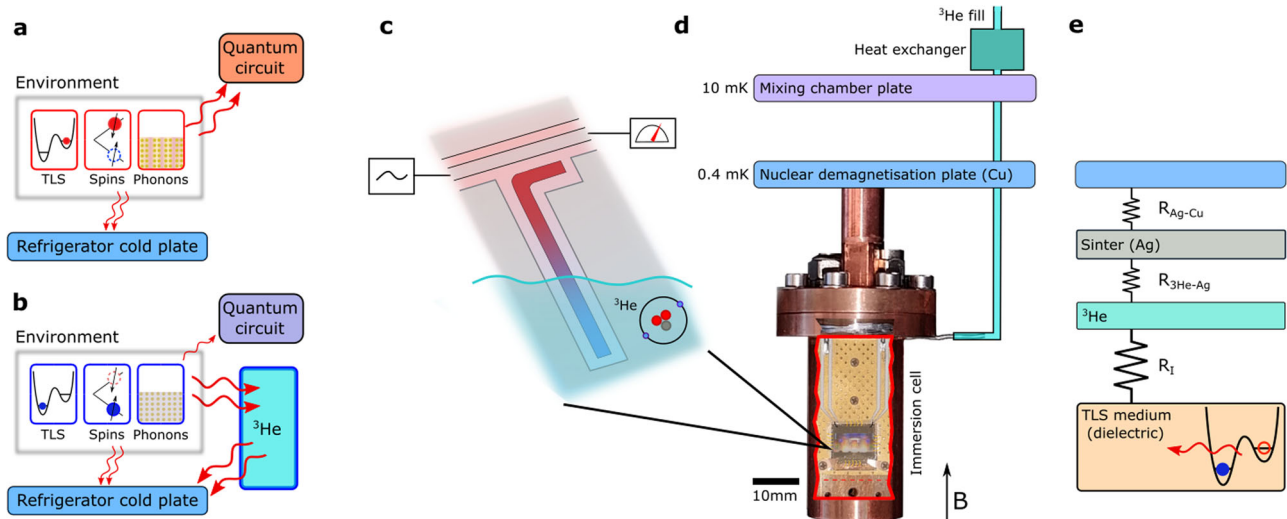 a
Quantum
circuit
Environment
TLS
Spins
Phonons
Refrigerator cold plate
b
Quantum
circuit
Environment
TLS
Spins
Phonons
³He
Refrigerator cold plate
c
³He
d
³He fill
Heat exchanger
10 mK
Mixing chamber plate
0.4 mK
Nuclear demagnetisation plate (Cu)
Immersion cell
10mm
B
e
R_Ag-Cu
Sinter (Ag)
R_3He-Ag
³He
R_I
TLS medium
(dielectric)